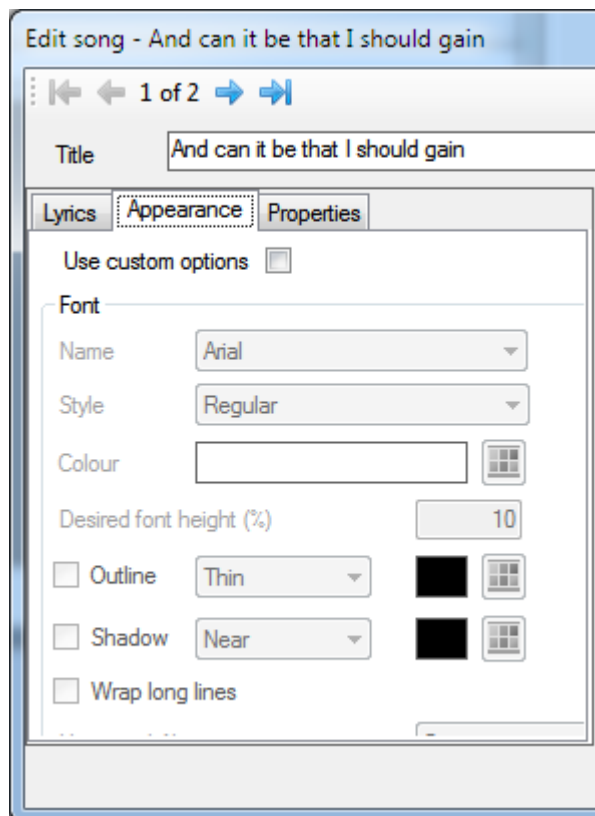 Edit song - And can it be that I should gain
1 of 2
Title And can it be that I should gain
Lyrics Appearance Properties
Use custom options
Font
Name Arial
Style Regular
Colour
Desired font height (%) 10
Outline Thin
Shadow Near
Wrap long lines